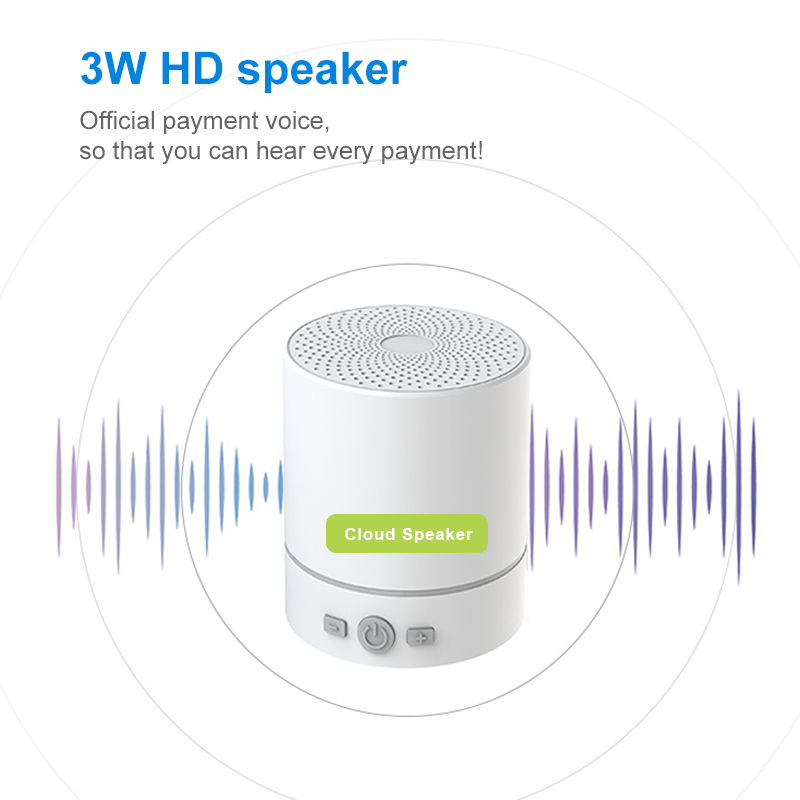 3W HD speaker
Official payment voice,
so that you can hear every payment!
Cloud Speaker